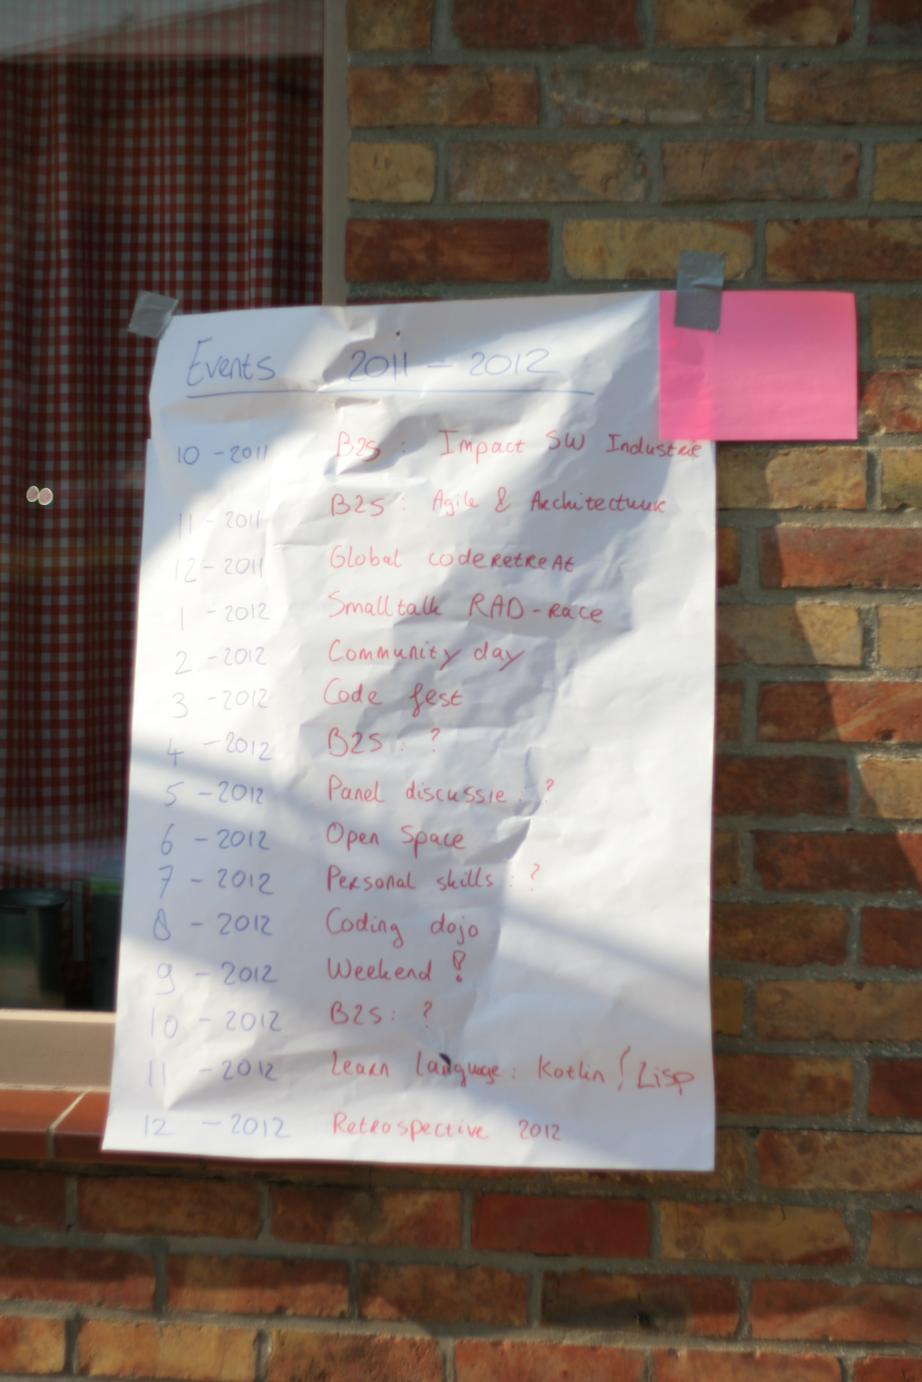 Events 2011 - 2012
10 - 2011 B2S : Impact SW Industrie
11 - 2011 B2S : Agile & Architectuur
12 - 2011 Global coderetreat
1 - 2012 Smalltalk RAD-race
2 - 2012 Community day
3 - 2012 Code fest
4 - 2012 B2S : ?
5 - 2012 Panel discussie : ?
6 - 2012 Open Space
7 - 2012 Personal skills : ?
8 - 2012 Coding dojo
9 - 2012 Weekend !
10 - 2012 B2S : ?
11 - 2012 Learn language : Kotlin / Lisp
12 - 2012 Retrospective 2012